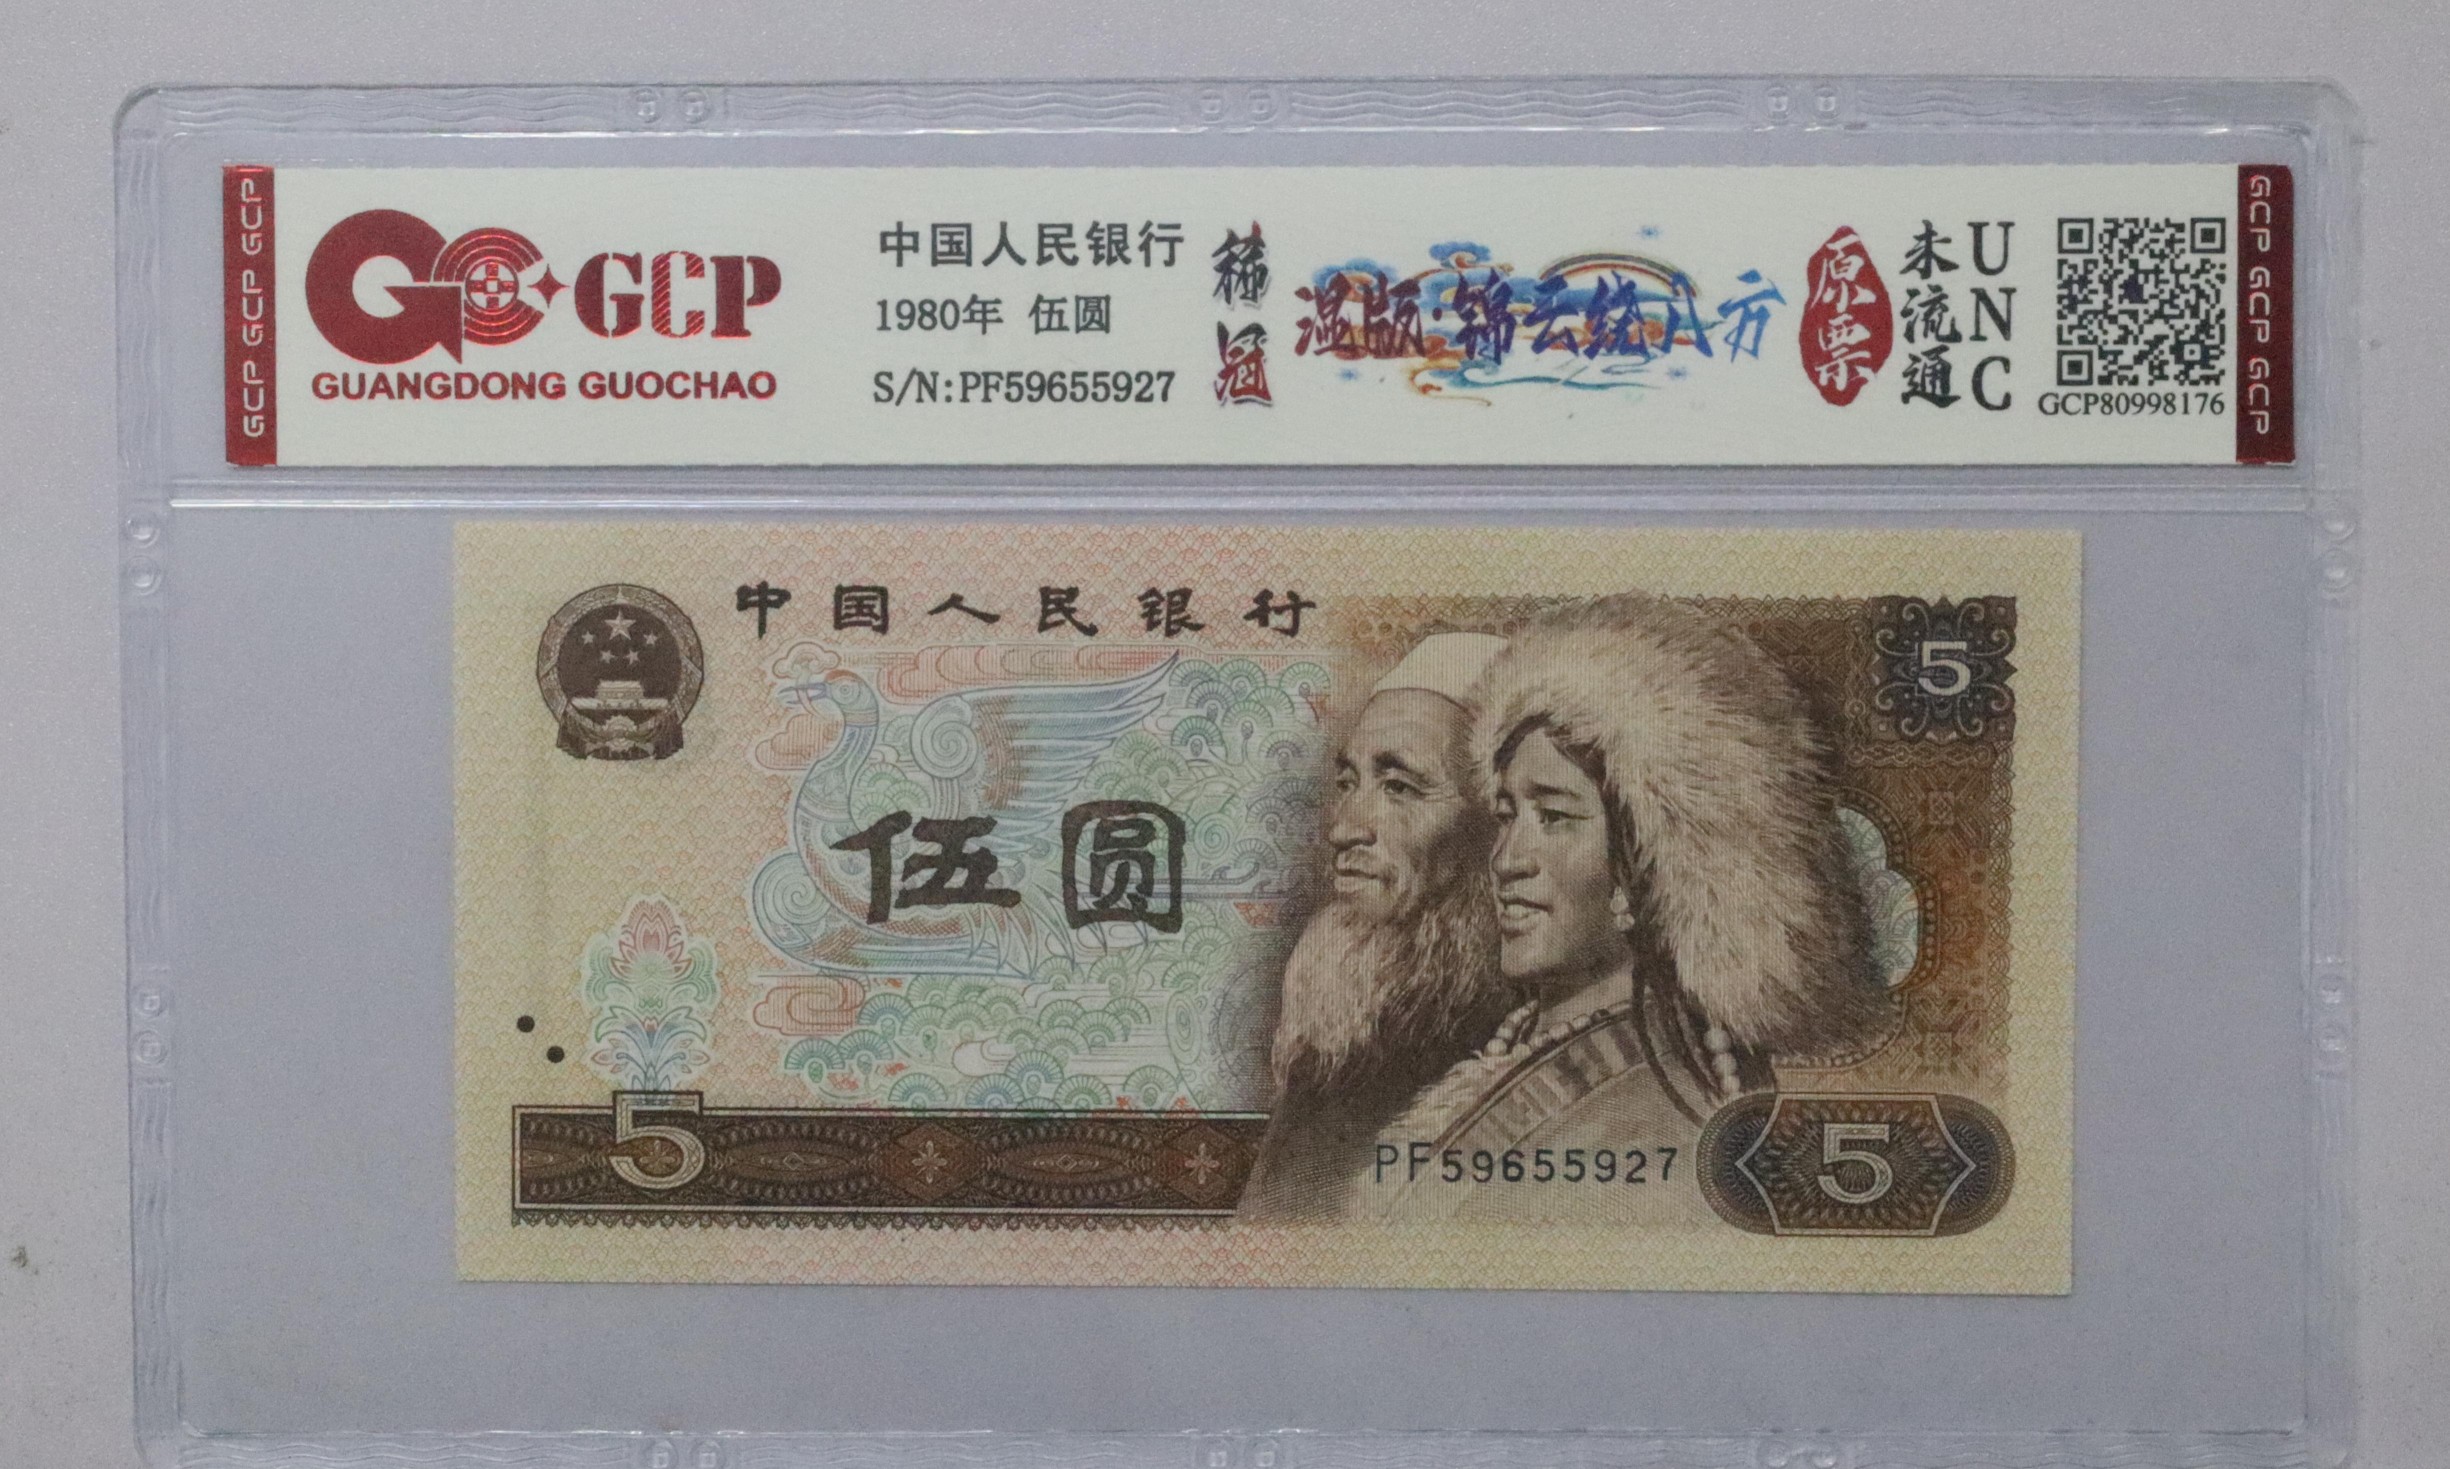 GCP GCP GCP
GCP
GUANGDONG GUOCHAO
中国人民银行
1980年 伍圆
S/N:PF59655927
稀冠
湿版·锦云绕八方
原票
未流通
UNC
GCP80998176
GCP GCP GCP
中国人民银行
5
伍圆
5
PF59655927
5